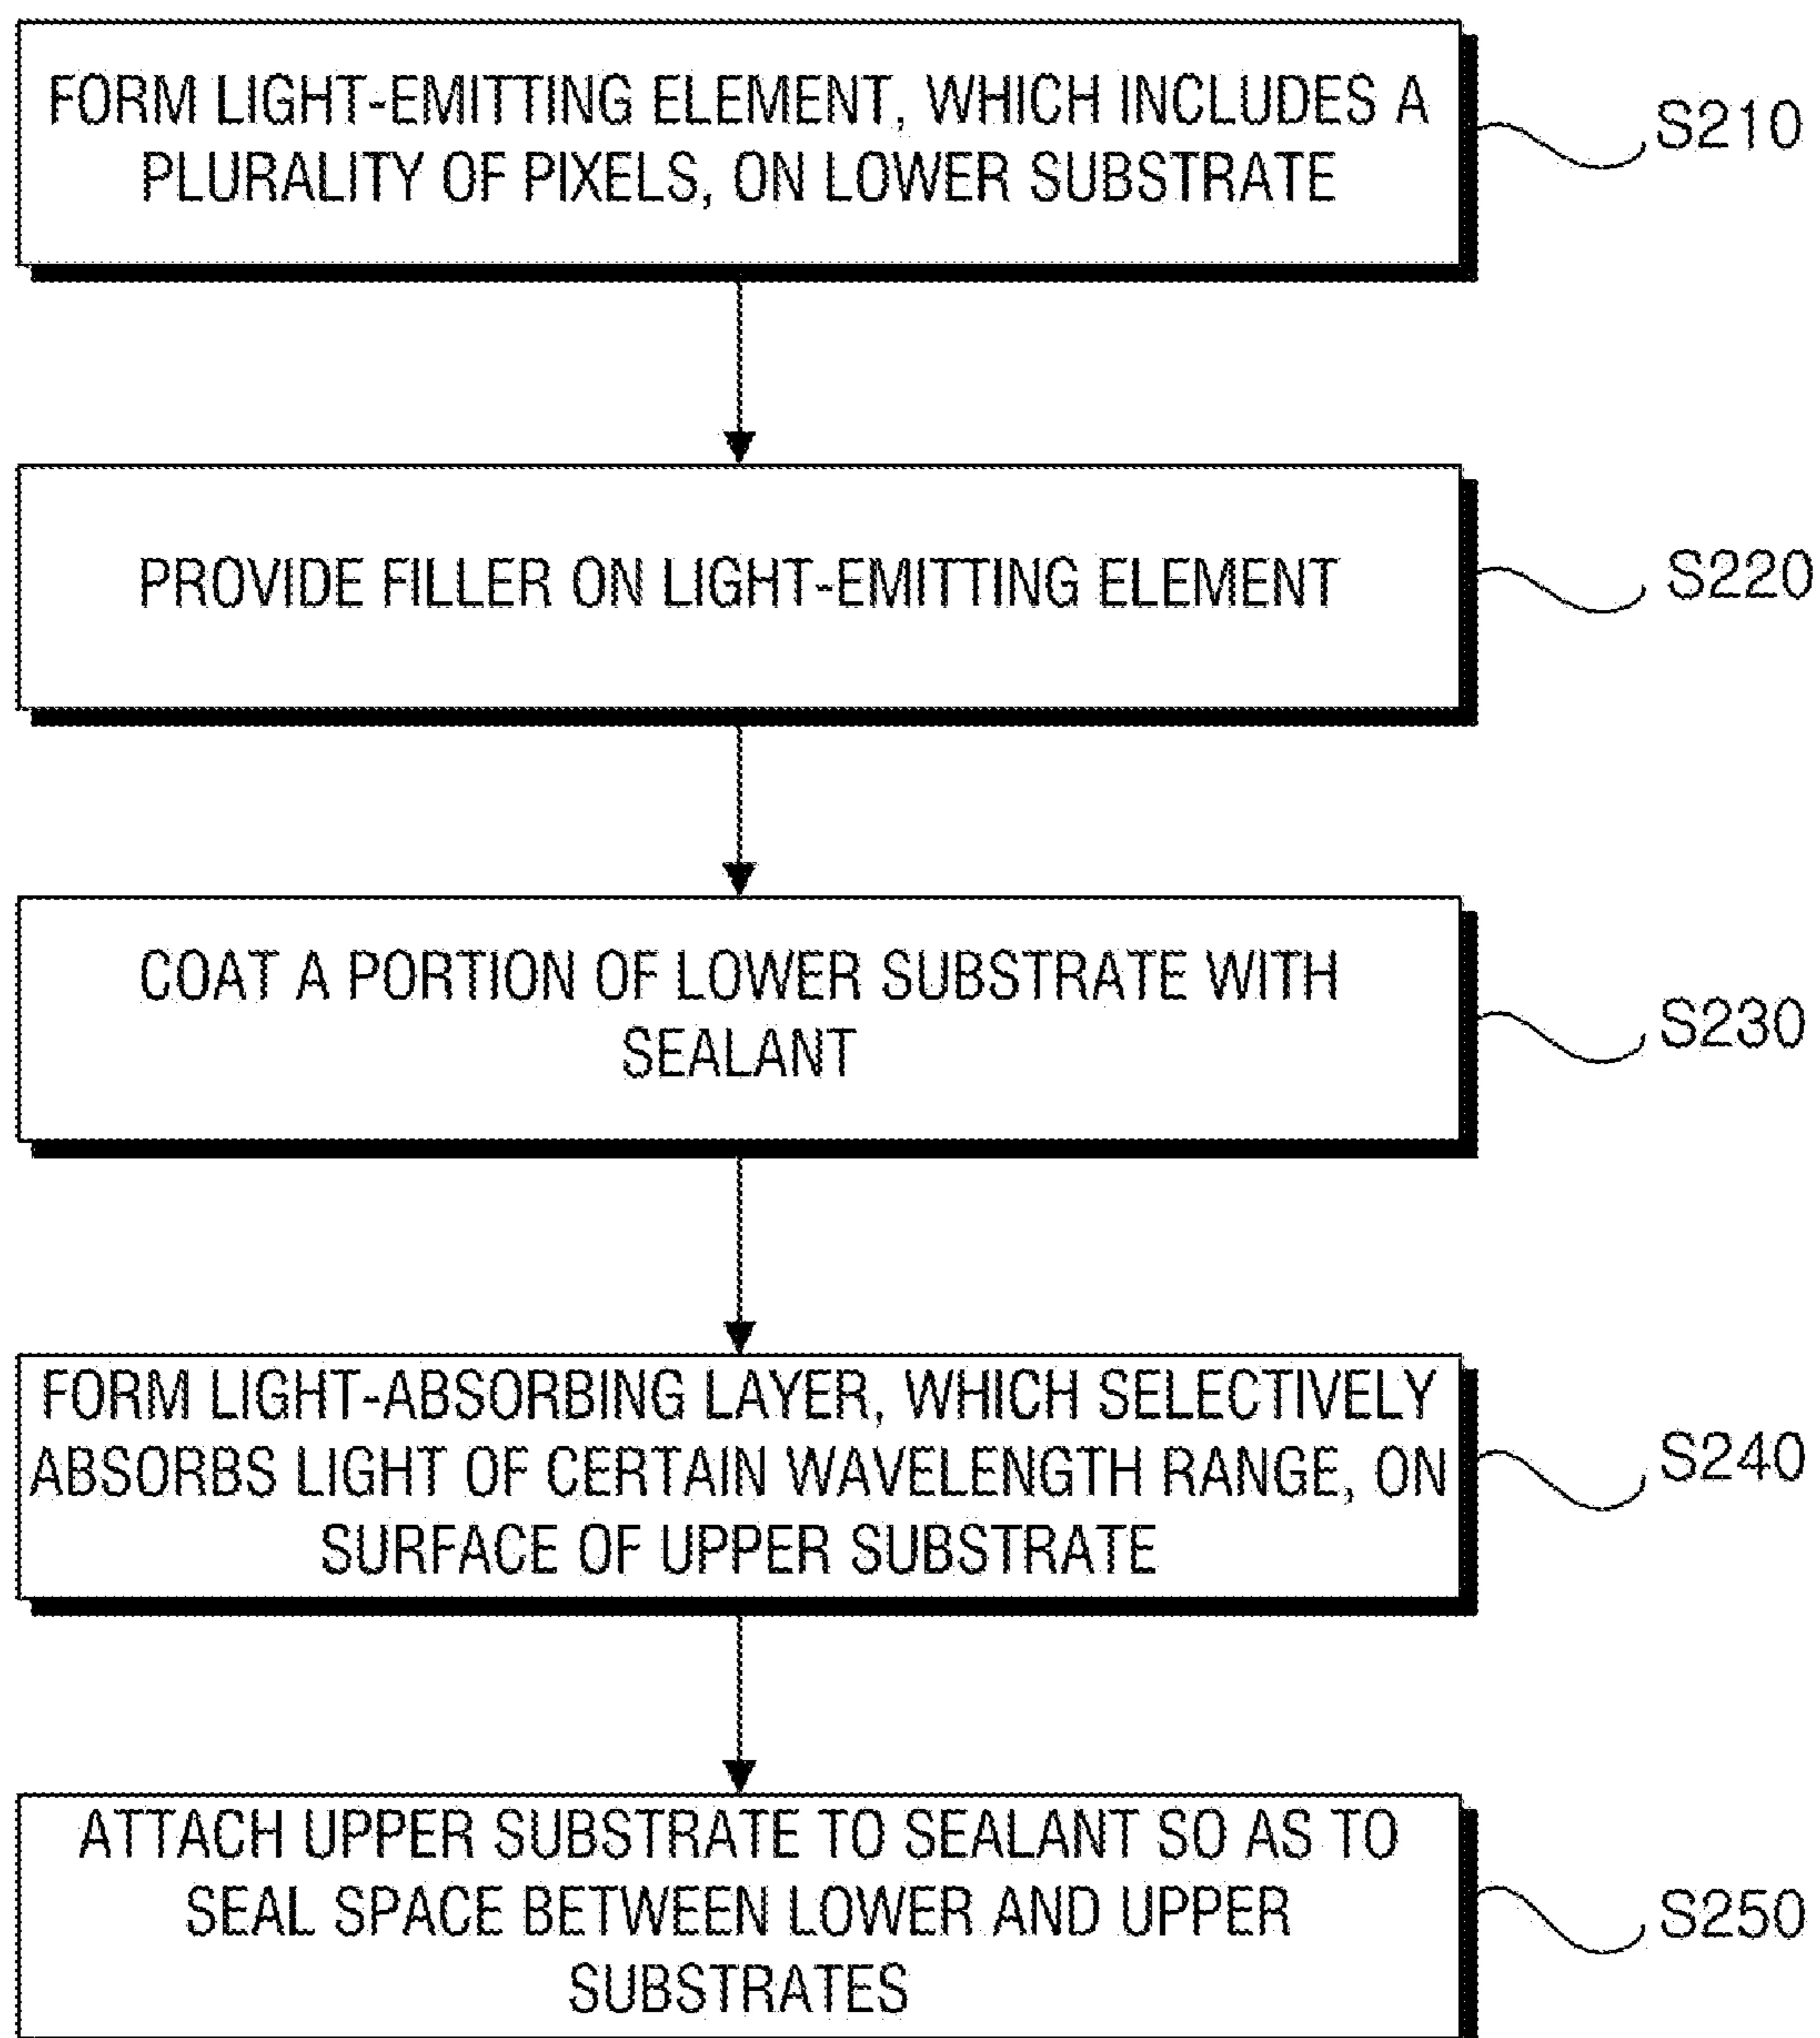 FORM LIGHT-EMITTING ELEMENT, WHICH INCLUDES A
PLURALITY OF PIXELS, ON LOWER SUBSTRATE
S210
PROVIDE FILLER ON LIGHT-EMITTING ELEMENT
S220
COAT A PORTION OF LOWER SUBSTRATE WITH
SEALANT
S230
FORM LIGHT-ABSORBING LAYER, WHICH SELECTIVELY
ABSORBS LIGHT OF CERTAIN WAVELENGTH RANGE, ON
SURFACE OF UPPER SUBSTRATE
S240
ATTACH UPPER SUBSTRATE TO SEALANT SO AS TO
SEAL SPACE BETWEEN LOWER AND UPPER
SUBSTRATES
S250